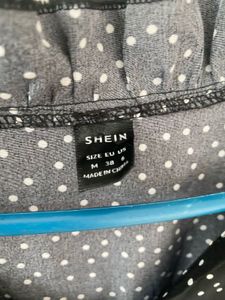 SHEIN
SIZE EU US
M 38 6
MADE IN CHINA